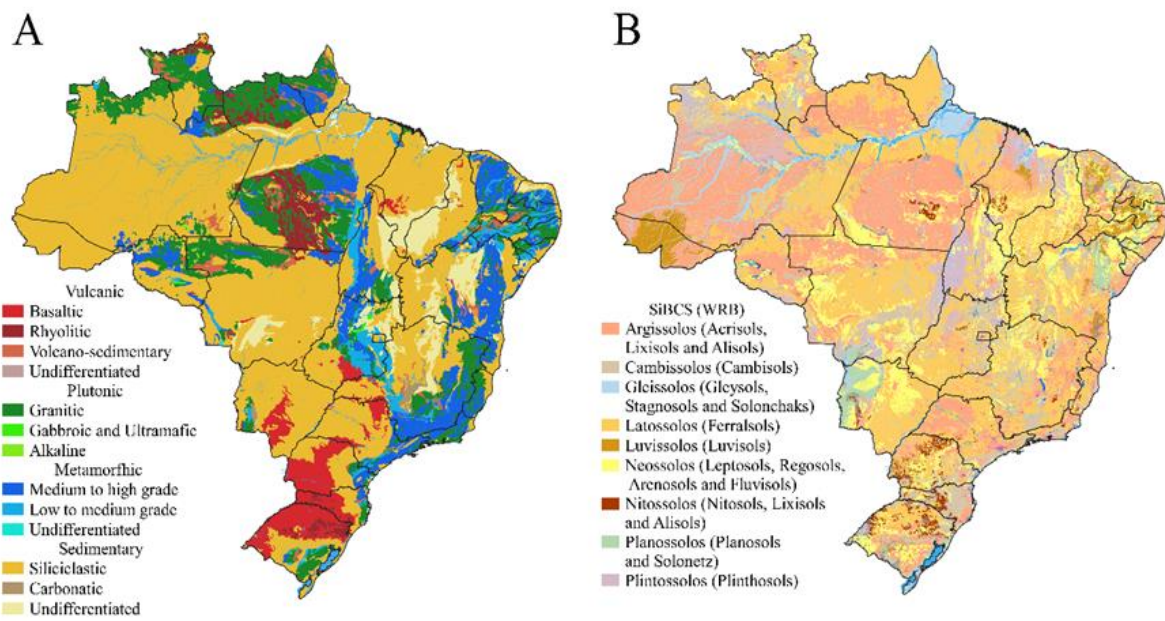 A
Vulcanic
Basaltic
Rhyolitic
Volcano-sedimentary
Undifferentiated
Plutonic
Granitic
Gabbroic and Ultramafic
Alkaline
Metamorfhic
Medium to high grade
Low to medium grade
Undifferentiated
Sedimentary
Siliciclastic
Carbonatic
Undifferentiated
B
SiBCS (WRB)
Argissolos (Acrisols,
Lixisols and Alisols)
Cambissolos (Cambisols)
Gleissolos (Gleysols,
Stagnosols and Solonchaks)
Latossolos (Ferralsols)
Luvissolos (Luvisols)
Neossolos (Leptosols, Regosols,
Arenosols and Fluvisols)
Nitossolos (Nitosols, Lixisols
and Alisols)
Planossolos (Planosols
and Solonetz)
Plintossolos (Plinthosols)